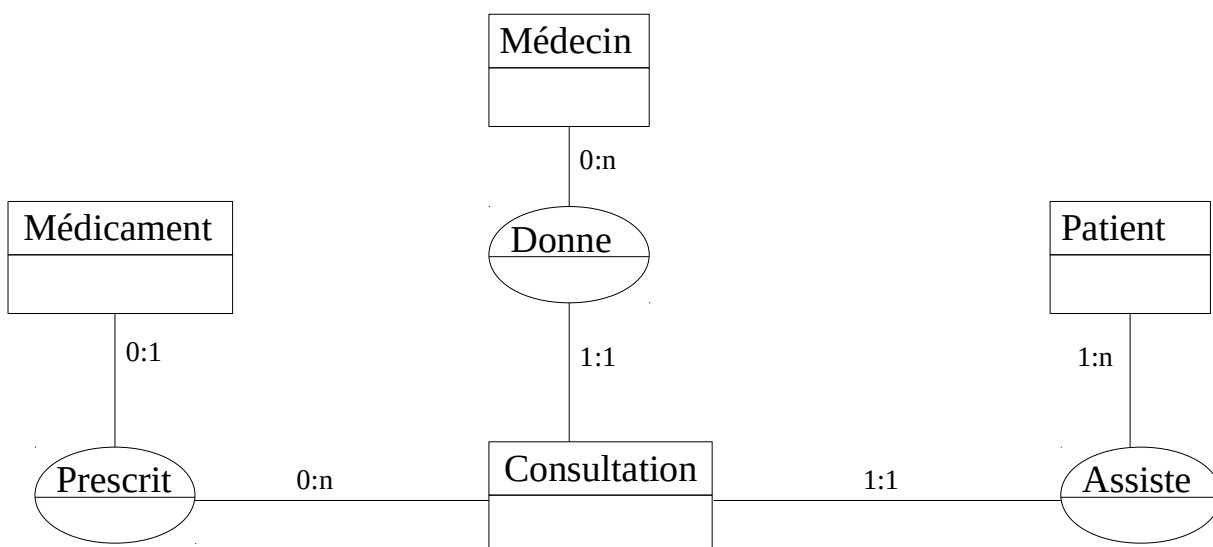 Médecin
0:n
Médicament
Donne
Patient
0:1
1:1
1:n
Prescrit
0:n
Consultation
1:1
Assiste